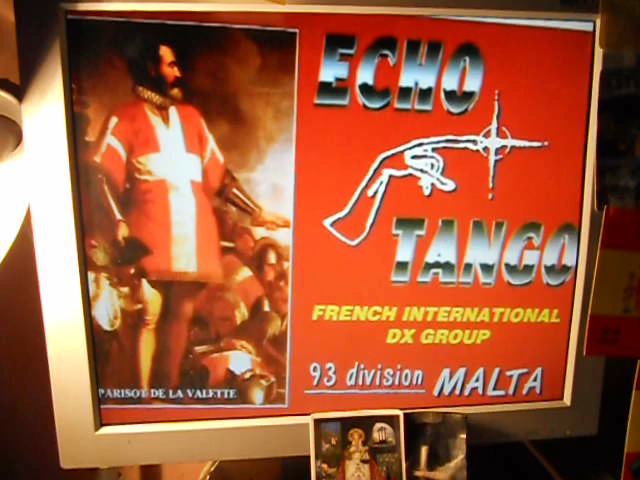 ECHO
TANGO
FRENCH INTERNATIONAL
DX GROUP
93 division MALTA
PARISOT DE LA VALETTE